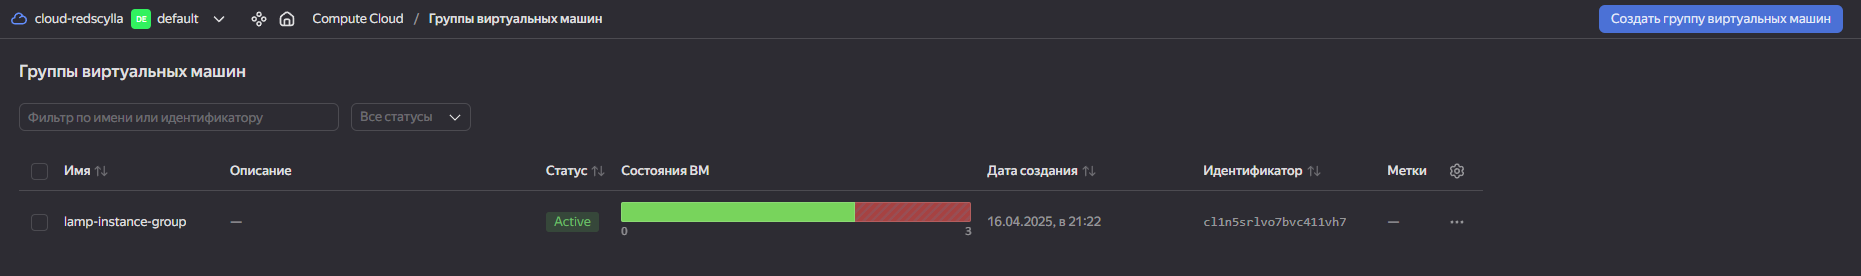 cloud-redscylla DE default Compute Cloud / Группы виртуальных машин Создать группу виртуальных машин
Группы виртуальных машин
Фильтр по имени или идентификатору Все статусы
Имя Описание Статус Состояния ВМ Дата создания Идентификатор Метки
lamp-instance-group — Active 16.04.2025, в 21:22 cl1n5srlvo7bvc411vh7 —
0 3